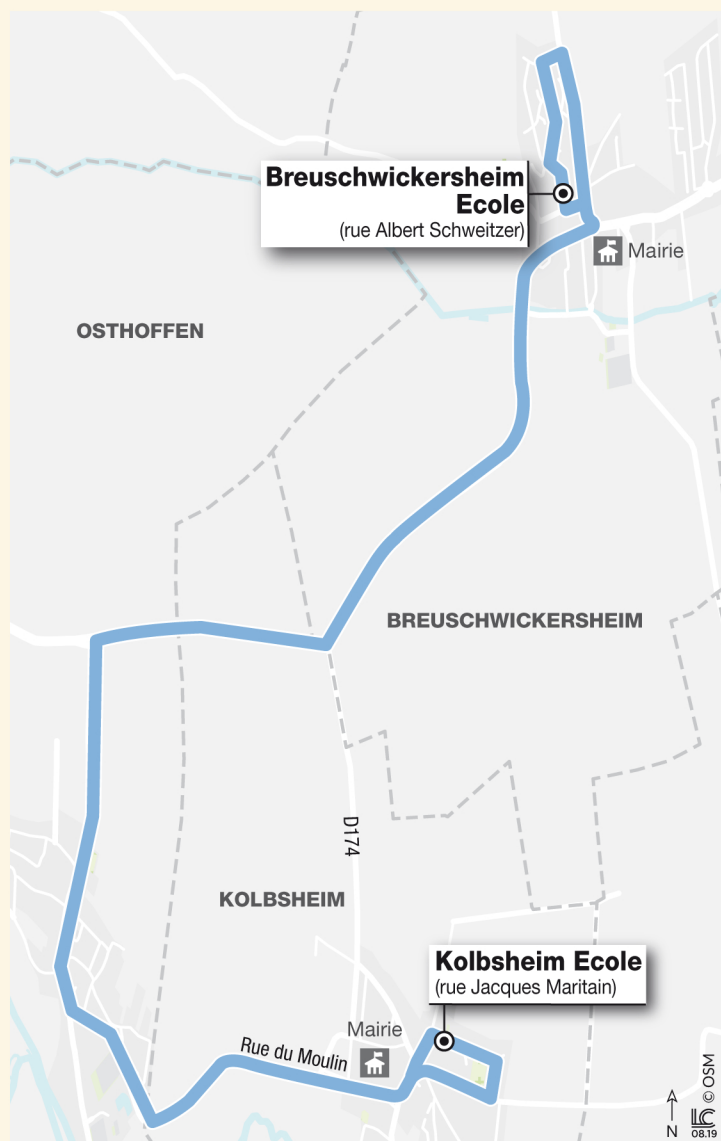 Breuschwickersheim
Ecole
(rue Albert Schweitzer)
Mairie
OSTHOFFEN
BREUSCHWICKERSHEIM
D174
KOLBSHEIM
Kolbsheim Ecole
(rue Jacques Maritain)
Mairie
Rue du Moulin
N
LC
08.19
© OSM